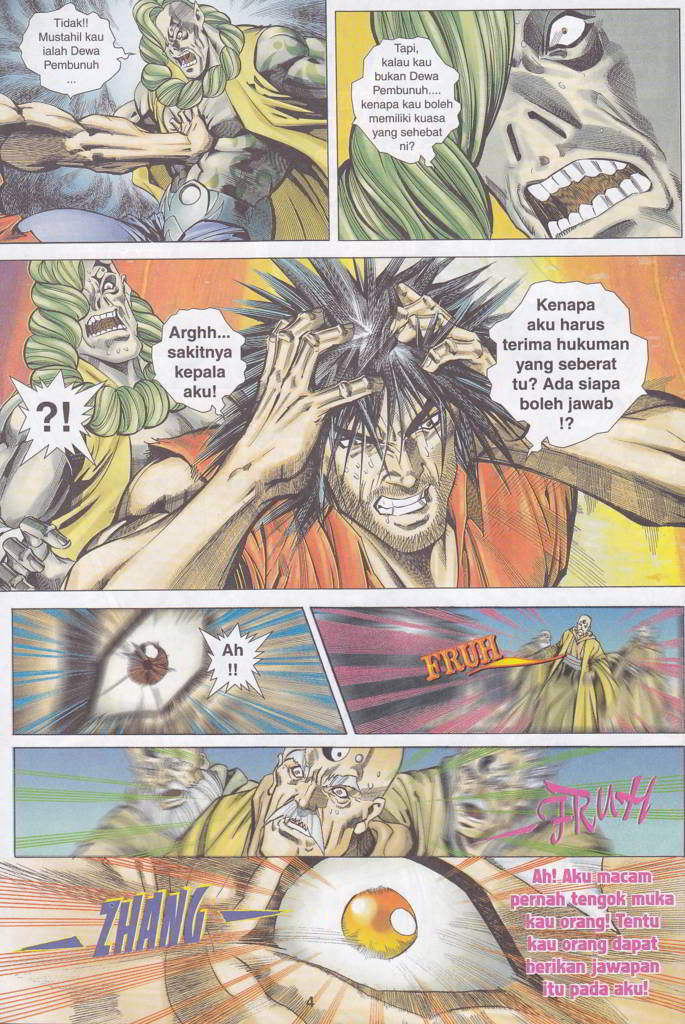 Tidak!!
Mustahil kau
ialah Dewa
Pembunuh
...
Tapi,
kalau kau
bukan Dewa
Pembunuh....
kenapa kau boleh
memiliki kuasa
yang sehebat
ni?
?!
Arghh...
sakitnya
kepala
aku!
Kenapa
aku harus
terima hukuman
yang seberat
tu? Ada siapa
boleh jawab
!?
Ah
!!
FRUH
FRUH
ZHANG
Ah! Aku macam
pernah tengok muka
kau orang! Tentu
kau orang dapat
berikan jawapan
itu pada aku!
4